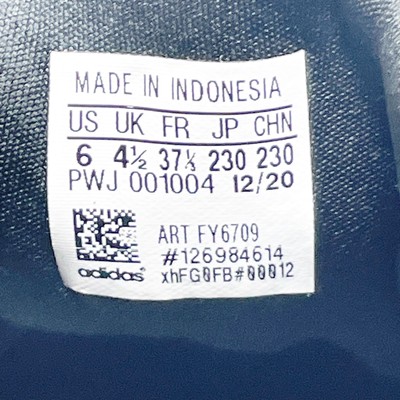 MADE IN INDONESIA
US UK FR JP CHN
6 4½ 37⅓ 230 230
PWJ 001004 12/20
ART FY6709
#126984614
adidas xhFG0FB#00012